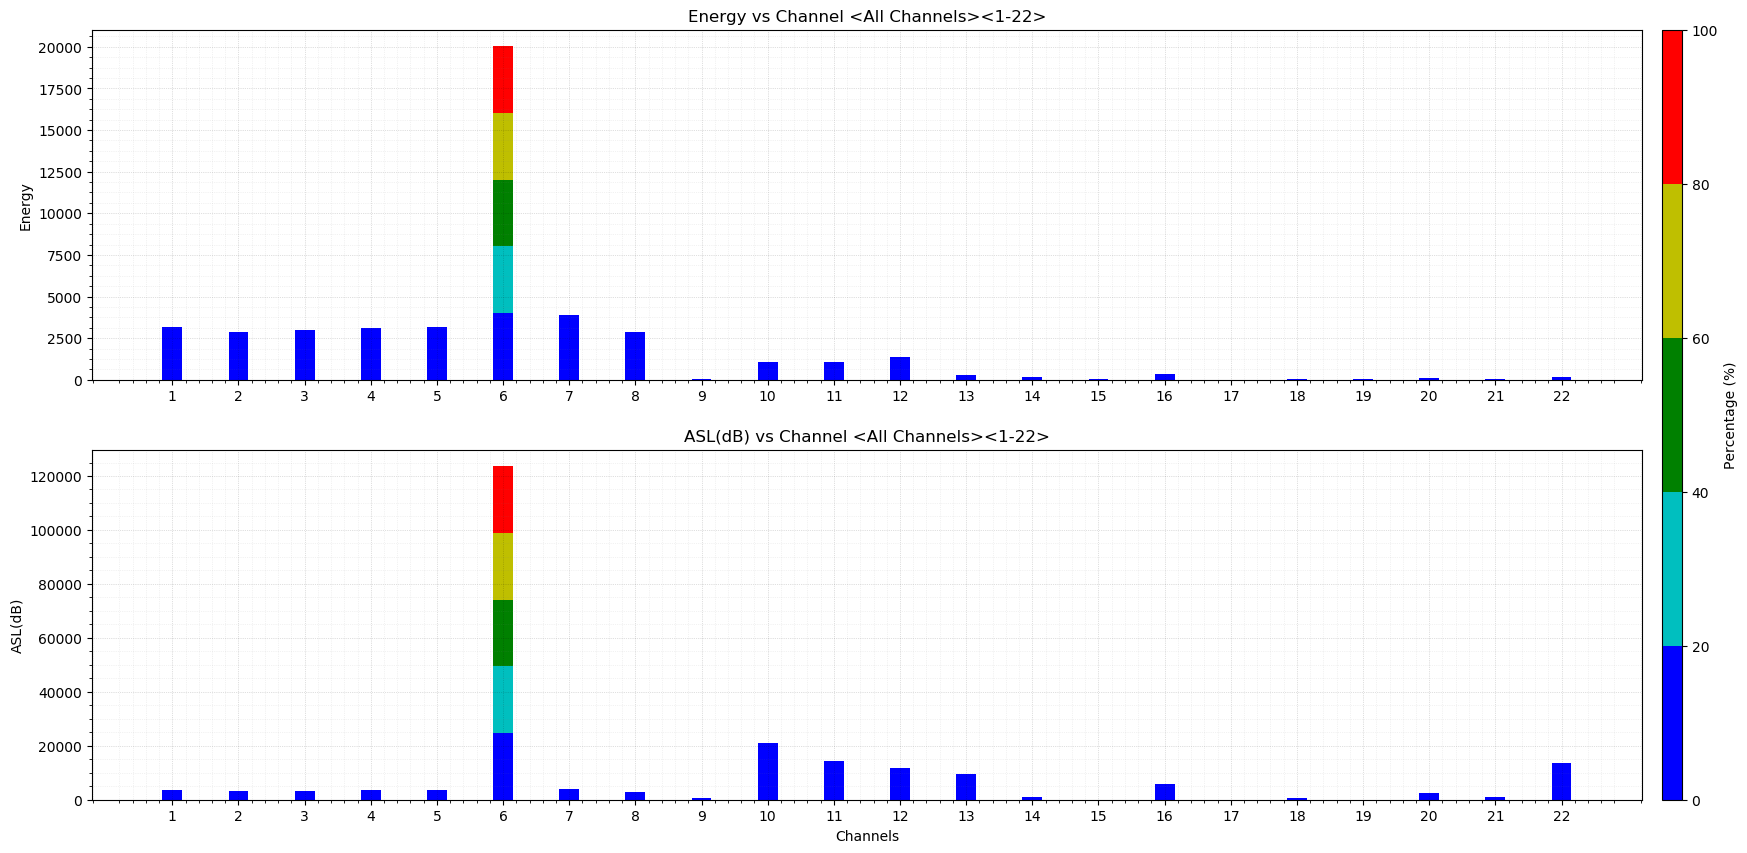 Energy vs Channel <All Channels><1-22>
Energy
20000
17500
15000
12500
10000
7500
5000
2500
0
1 2 3 4 5 6 7 8 9 10 11 12 13 14 15 16 17 18 19 20 21 22
ASL(dB) vs Channel <All Channels><1-22>
ASL(dB)
120000
100000
80000
60000
40000
20000
0
1 2 3 4 5 6 7 8 9 10 11 12 13 14 15 16 17 18 19 20 21 22
Channels
100
80
60
40
20
0
Percentage (%)